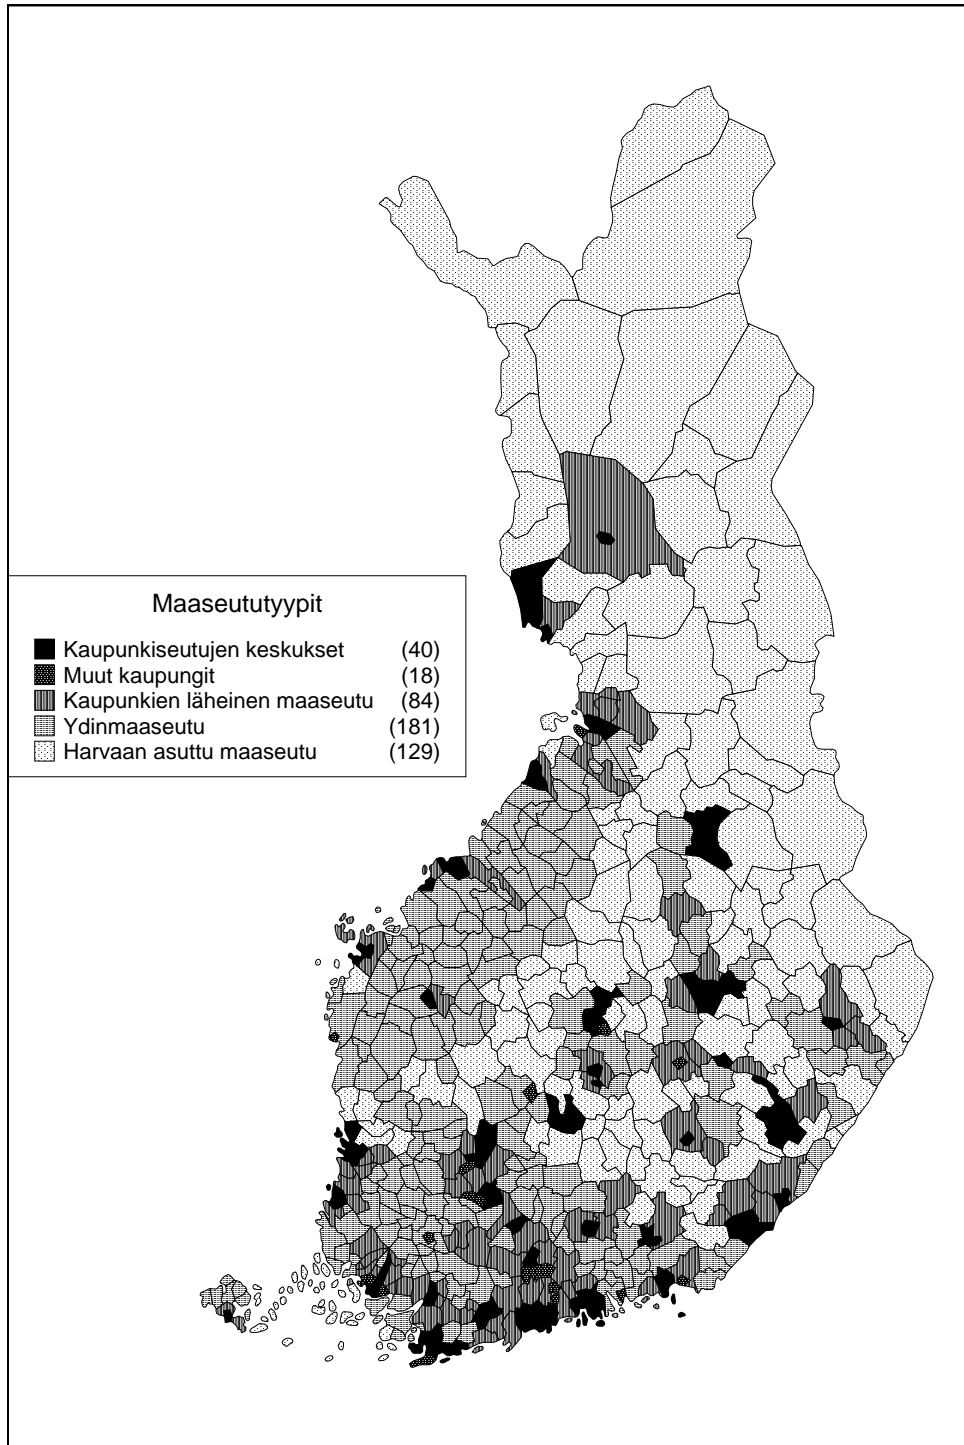 Maaseututyypit
Kaupunkiseutujen keskukset (40)
Muut kaupungit (18)
Kaupunkien läheinen maaseutu (84)
Ydinmaaseutu (181)
Harvaan asuttu maaseutu (129)